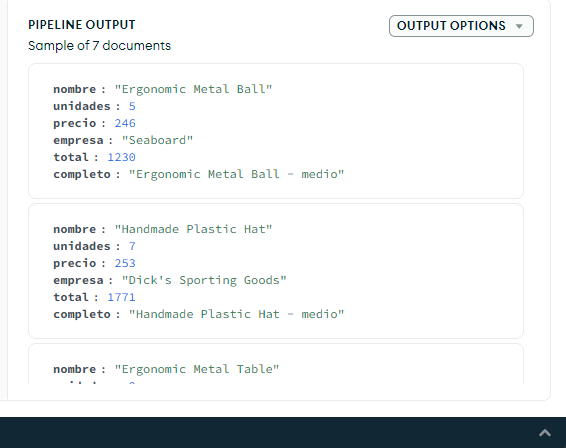 PIPELINE OUTPUT
OUTPUT OPTIONS
Sample of 7 documents
nombre : "Ergonomic Metal Ball"
unidades : 5
precio : 246
empresa : "Seaboard"
total : 1230
completo : "Ergonomic Metal Ball - medio"
nombre : "Handmade Plastic Hat"
unidades : 7
precio : 253
empresa : "Dick's Sporting Goods"
total : 1771
completo : "Handmade Plastic Hat - medio"
nombre : "Ergonomic Metal Table"